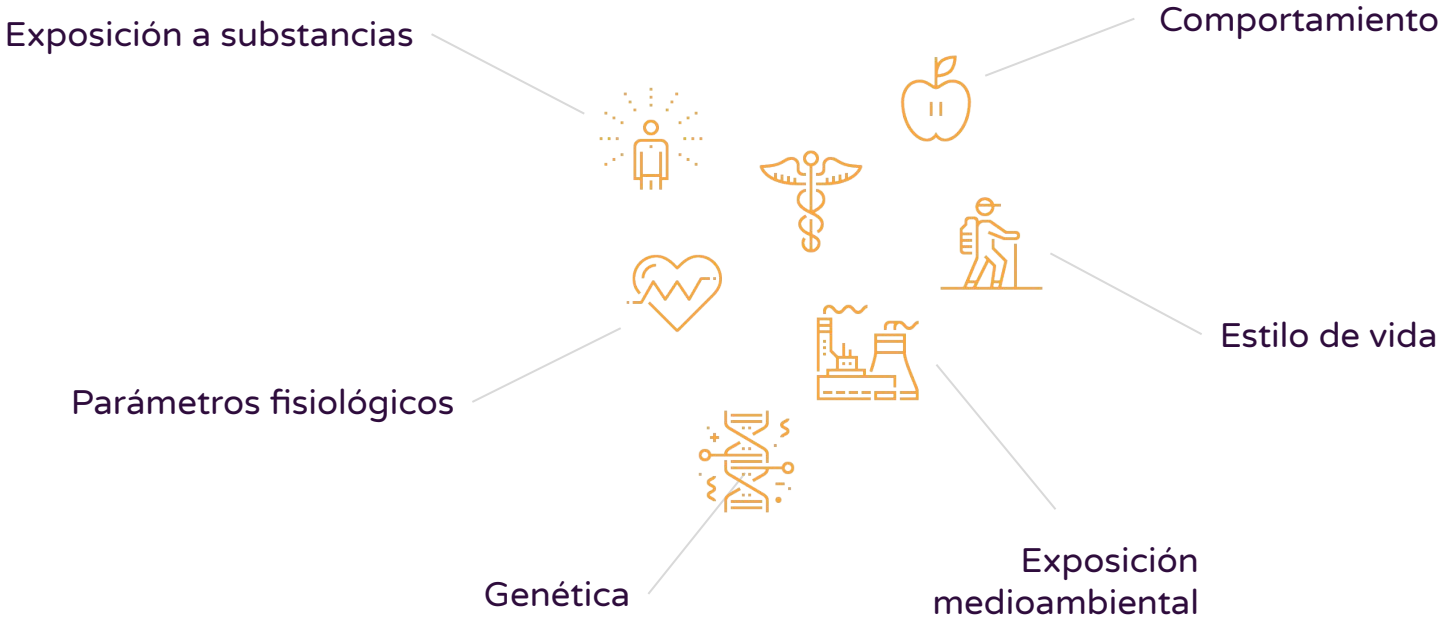 Exposición a substancias
Comportamiento
Estilo de vida
Parámetros fisiológicos
Exposición
medioambiental
Genética